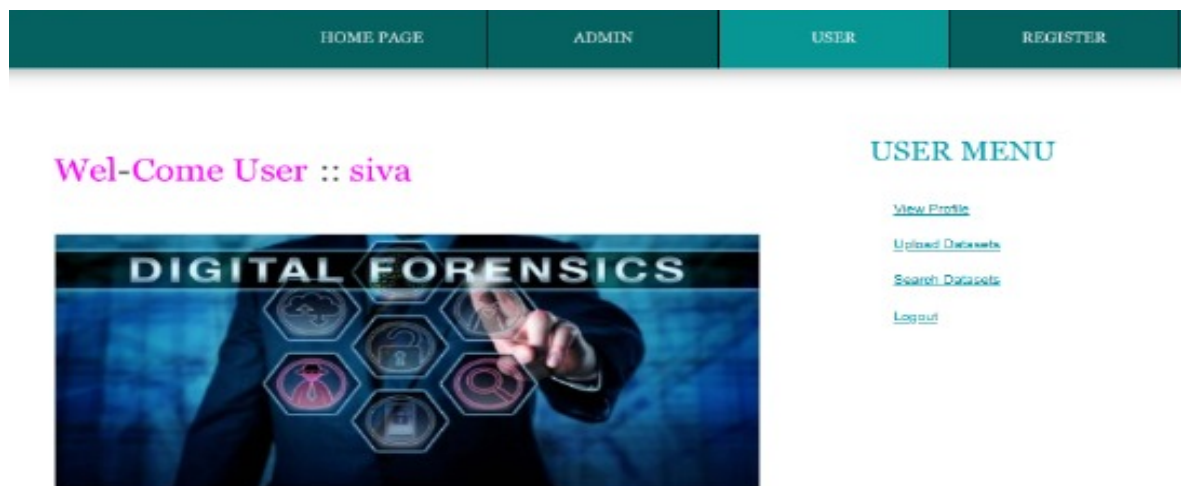 HOME PAGE ADMIN USER REGISTER
Wel-Come User :: siva
DIGITAL FORENSICS
USER MENU
View Profile
Upload Datasets
Search Datasets
Logout